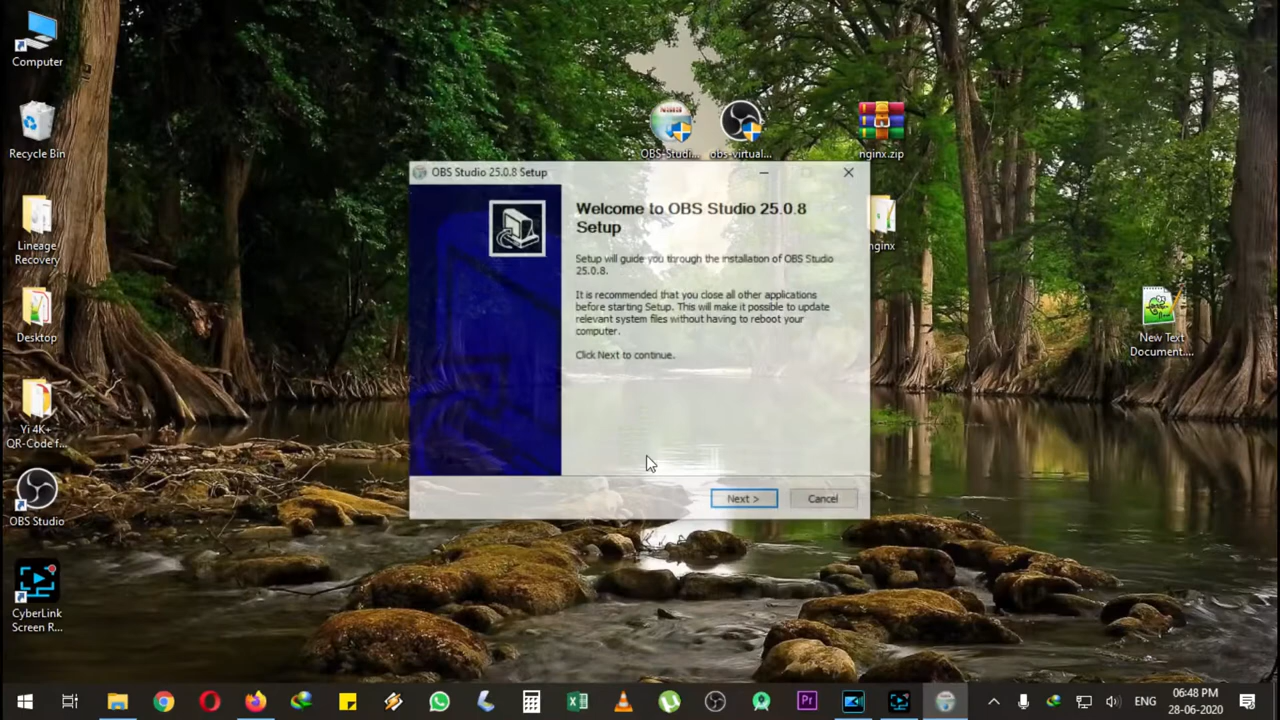 Computer
Recycle Bin
Lineage
Recovery
Desktop
Yi 4K+
QR-Code f...
OBS Studio
CyberLink
Screen R...
OBS-Studi...
obs-virtual...
nginx.zip
nginx
New Text
Document....
OBS Studio 25.0.8 Setup
Welcome to OBS Studio 25.0.8
Setup
Setup will guide you through the installation of OBS Studio
25.0.8.
It is recommended that you close all other applications
before starting Setup. This will make it possible to update
relevant system files without having to reboot your
computer.
Click Next to continue.
Next >
Cancel
Pr
ENG
06:48 PM
28-06-2020